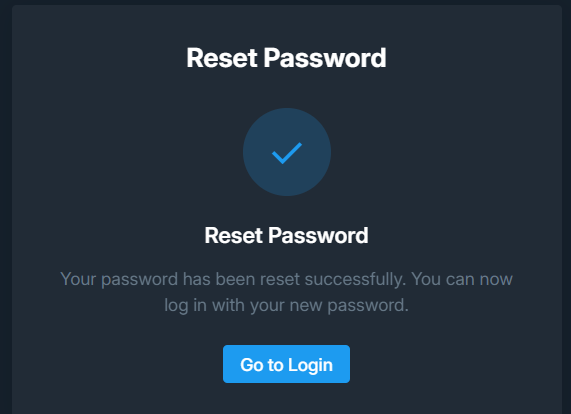 Reset Password
Reset Password
Your password has been reset successfully. You can now
log in with your new password.
Go to Login